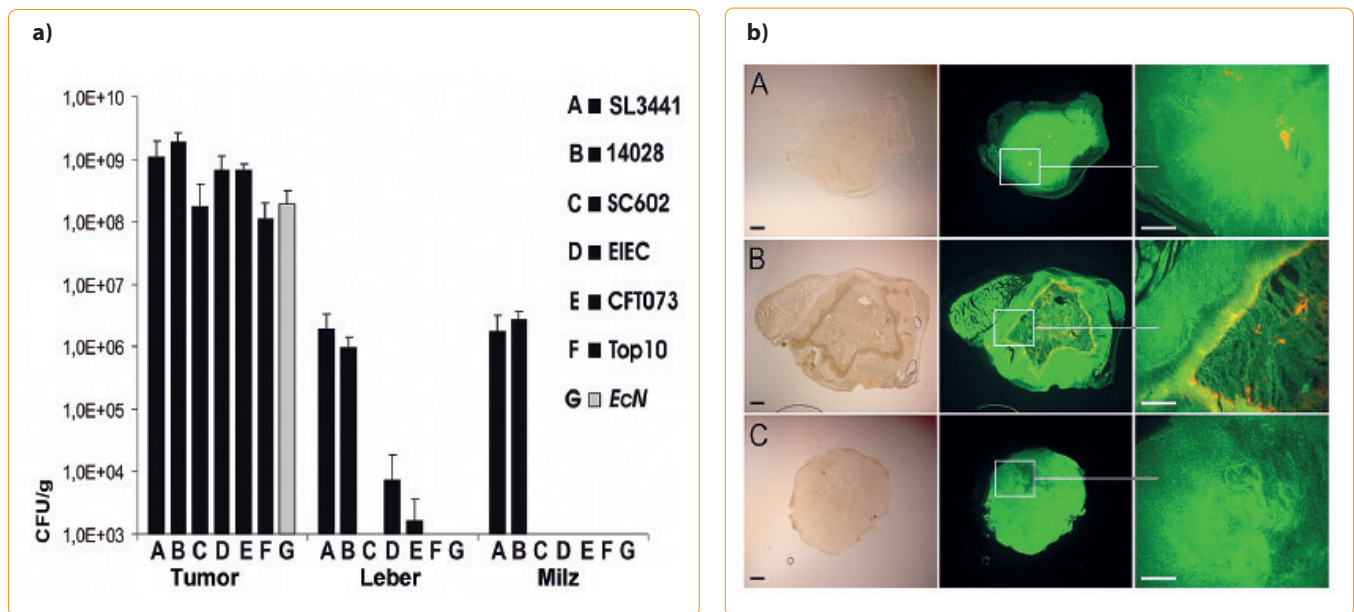 a)
1,0E+10
1,0E+09
1,0E+08
1,0E+07
1,0E+06
1,0E+05
1,0E+04
1,0E+03
CFU/g
A SL3441
B 14028
C SC602
D EIEC
E CFT073
F Top10
G EcN
A B C D E F G A B C D E F G A B C D E F G
Tumor Leber Milz
b)
A
B
C